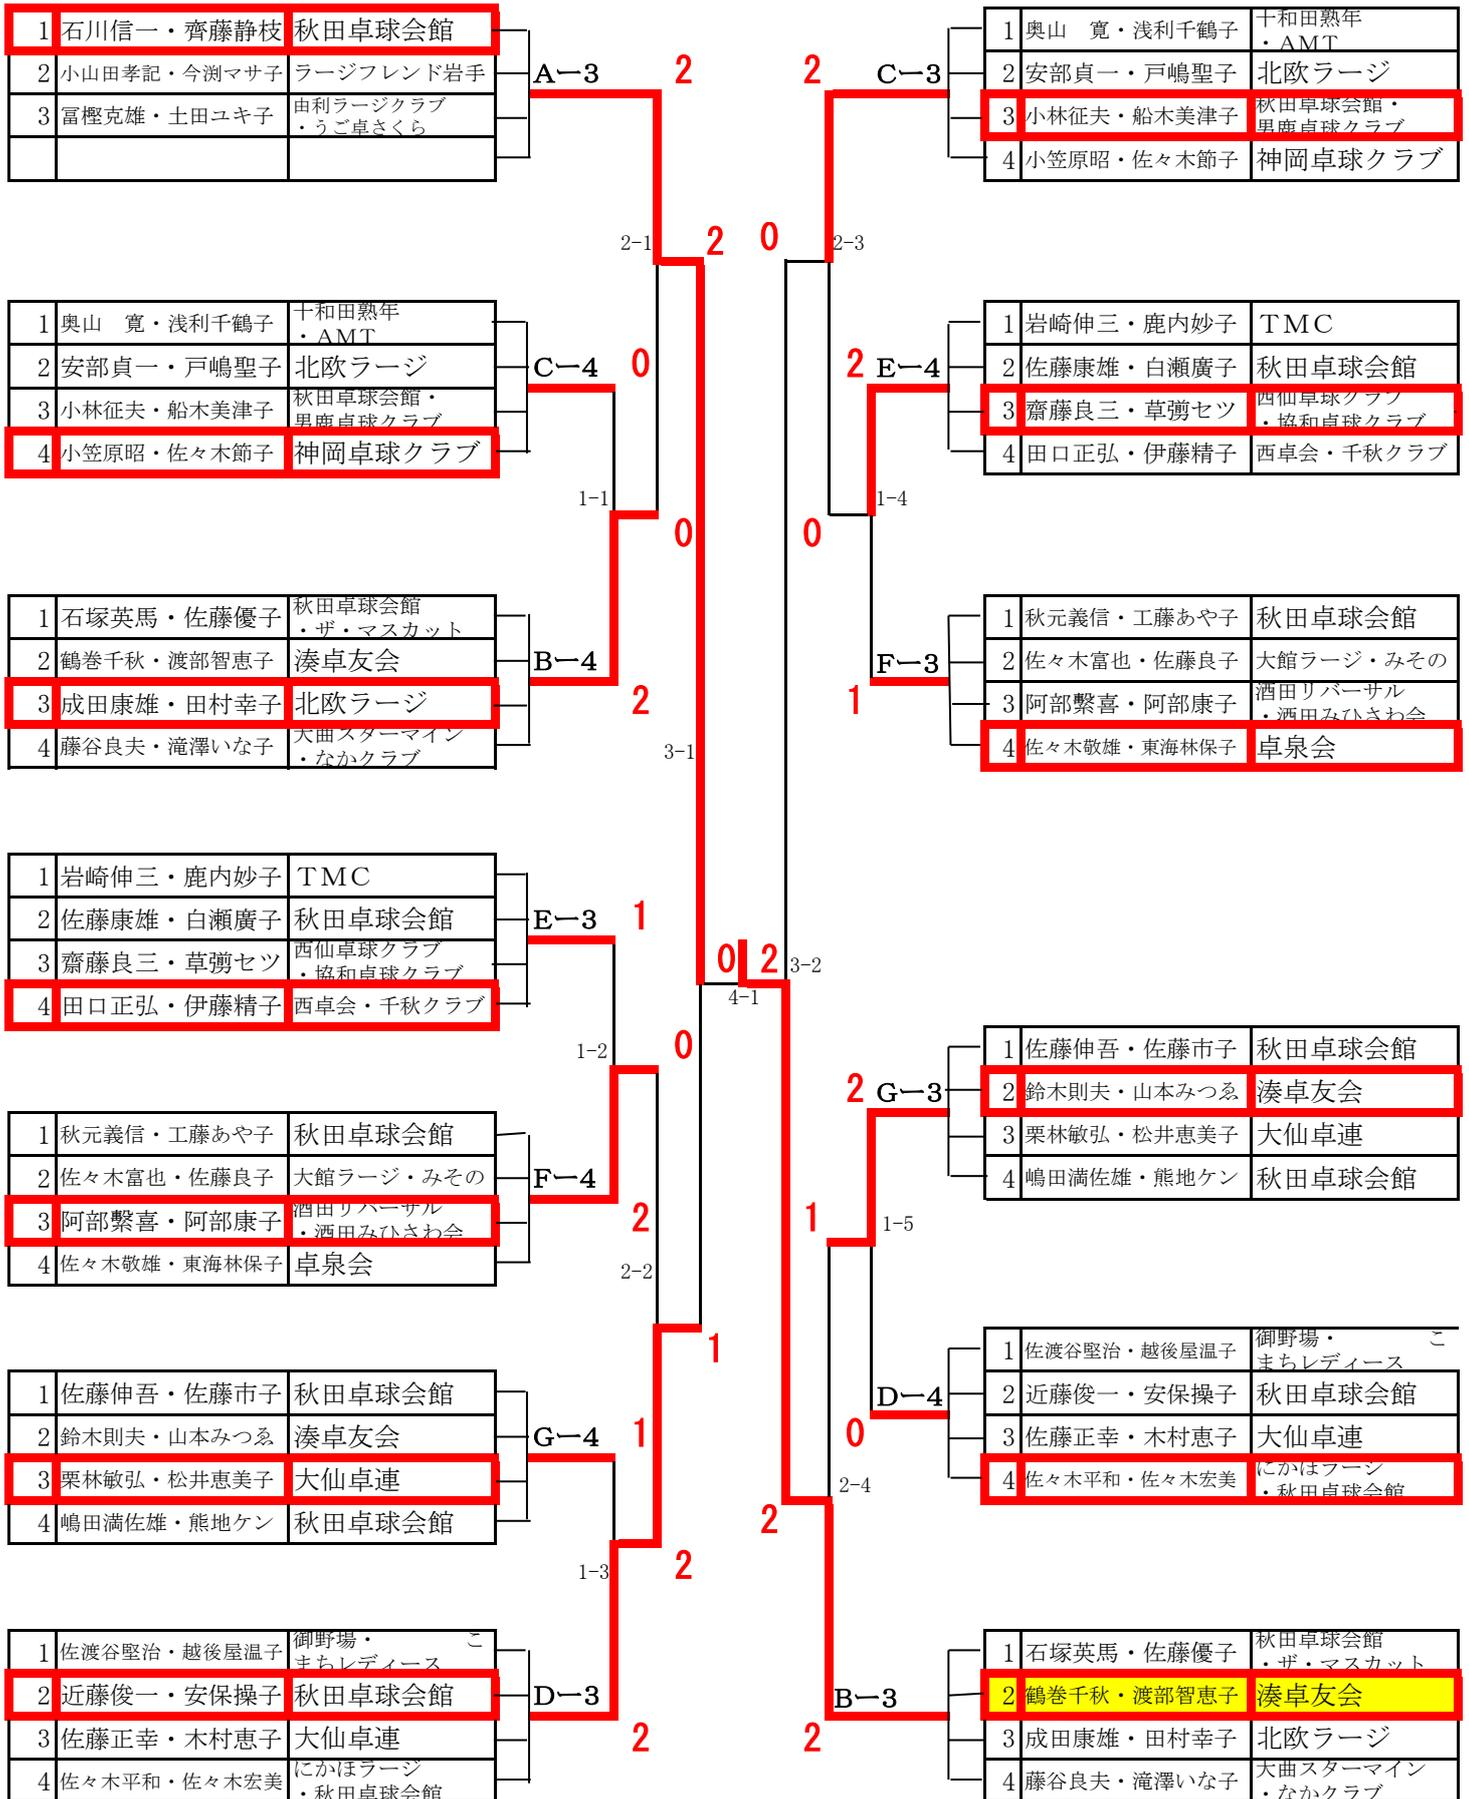 1 石川信一・齊藤静枝 秋田卓球会館
2 小山田孝記・今渕マサ子 ラージフレンド岩手
3 冨樫克雄・土田ユキ子 由利ラージクラブ
・うご卓さくら
A－3
2
2-1
2
1 奥山　寛・浅利千鶴子 十和田熟年
・AMT
2 安部貞一・戸嶋聖子 北欧ラージ
3 小林征夫・船木美津子 秋田卓球会館・
男鹿卓球クラブ
4 小笠原昭・佐々木節子 神岡卓球クラブ
C－4
0
1-1
0
1 石塚英馬・佐藤優子 秋田卓球会館
・ザ・マスカット
2 鶴巻千秋・渡部智恵子 湊卓友会
3 成田康雄・田村幸子 北欧ラージ
4 藤谷良夫・滝澤いな子 大曲スターマイン
・なかクラブ
B－4
2
3-1
1 岩崎伸三・鹿内妙子 TMC
2 佐藤康雄・白瀬廣子 秋田卓球会館
3 齋藤良三・草彅セツ 西仙卓球クラブ
・協和卓球クラブ
4 田口正弘・伊藤精子 西卓会・千秋クラブ
E－3
1
1-2
0
1 秋元義信・工藤あや子 秋田卓球会館
2 佐々木富也・佐藤良子 大館ラージ・みその
3 阿部繫喜・阿部康子 酒田リバーサル
・酒田みひさわ会
4 佐々木敬雄・東海林保子 卓泉会
F－4
2
2-2
1
1 佐藤伸吾・佐藤市子 秋田卓球会館
2 鈴木則夫・山本みつゑ 湊卓友会
3 栗林敏弘・松井恵美子 大仙卓連
4 嶋田満佐雄・熊地ケン 秋田卓球会館
G－4
1
1-3
2
1 佐渡谷堅治・越後屋温子 御野場・ こ
まちレディース
2 近藤俊一・安保操子 秋田卓球会館
3 佐藤正幸・木村恵子 大仙卓連
4 佐々木平和・佐々木宏美 にかほラージ
・秋田卓球会館
D－3
2
0 2
4-1
1 奥山　寛・浅利千鶴子 十和田熟年
・AMT
2 安部貞一・戸嶋聖子 北欧ラージ
3 小林征夫・船木美津子 秋田卓球会館・
男鹿卓球クラブ
4 小笠原昭・佐々木節子 神岡卓球クラブ
2
C－3
0
2-3
1 岩崎伸三・鹿内妙子 TMC
2 佐藤康雄・白瀬廣子 秋田卓球会館
3 齋藤良三・草彅セツ 西仙卓球クラブ
・協和卓球クラブ
4 田口正弘・伊藤精子 西卓会・千秋クラブ
2
E－4
1-4
0
1 秋元義信・工藤あや子 秋田卓球会館
2 佐々木富也・佐藤良子 大館ラージ・みその
3 阿部繫喜・阿部康子 酒田リバーサル
・酒田みひさわ会
4 佐々木敬雄・東海林保子 卓泉会
F－3
1
3-2
1 佐藤伸吾・佐藤市子 秋田卓球会館
2 鈴木則夫・山本みつゑ 湊卓友会
3 栗林敏弘・松井恵美子 大仙卓連
4 嶋田満佐雄・熊地ケン 秋田卓球会館
2
G－3
1
1-5
1 佐渡谷堅治・越後屋温子 御野場・ こ
まちレディース
2 近藤俊一・安保操子 秋田卓球会館
3 佐藤正幸・木村恵子 大仙卓連
4 佐々木平和・佐々木宏美 にかほラージ
・秋田卓球会館
D－4
0
2-4
2
1 石塚英馬・佐藤優子 秋田卓球会館
・ザ・マスカット
2 鶴巻千秋・渡部智恵子 湊卓友会
3 成田康雄・田村幸子 北欧ラージ
4 藤谷良夫・滝澤いな子 大曲スターマイン
・なかクラブ
B－3
2